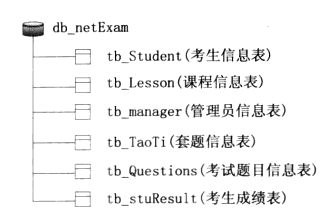 db_netExam
tb_Student(考生信息表)
tb_Lesson(课程信息表)
tb_manager(管理员信息表)
tb_TaoTi(套题信息表)
tb_Questions(考试题目信息表)
tb_stuResult(考生成绩表)